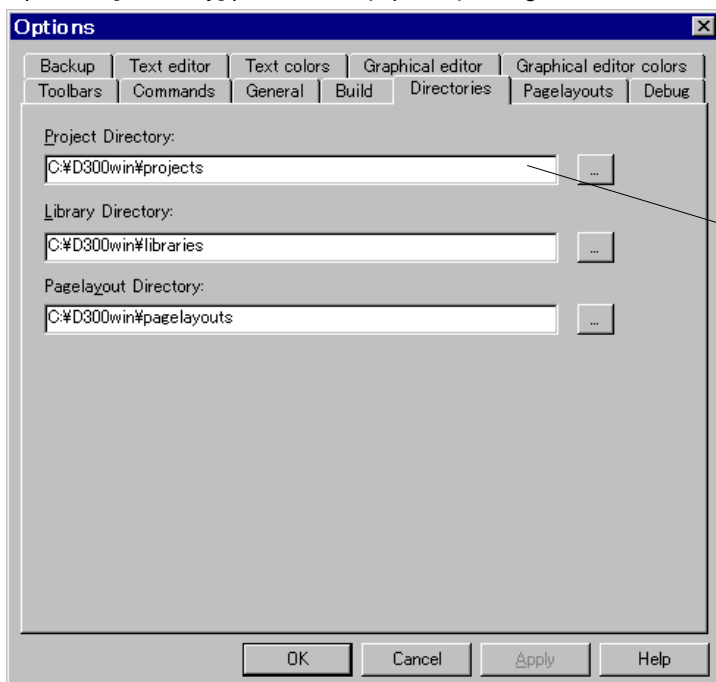 Options
Backup Text editor Text colors Graphical editor Graphical editor colors
Toolbars Commands General Build Directories Pagelayouts Debug
Project Directory:
C:¥D300win¥projects ...
Library Directory:
C:¥D300win¥libraries ...
Pagelayout Directory:
C:¥D300win¥pagelayouts ...
OK Cancel Apply Help